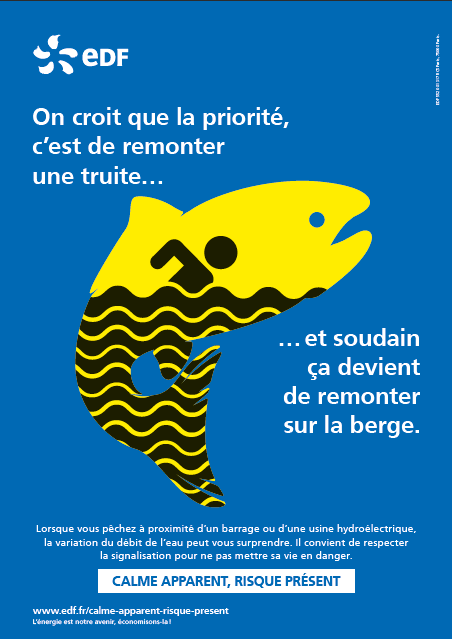 eDF
On croit que la priorité,
c’est de remonter
une truite…
… et soudain
ça devient
de remonter
sur la berge.
Lorsque vous pêchez à proximité d’un barrage ou d’une usine hydroélectrique,
la variation du débit de l’eau peut vous surprendre. Il convient de respecter
la signalisation pour ne pas mettre sa vie en danger.
CALME APPARENT, RISQUE PRÉSENT
www.edf.fr/calme-apparent-risque-present
L’énergie est notre avenir, économisons-la !